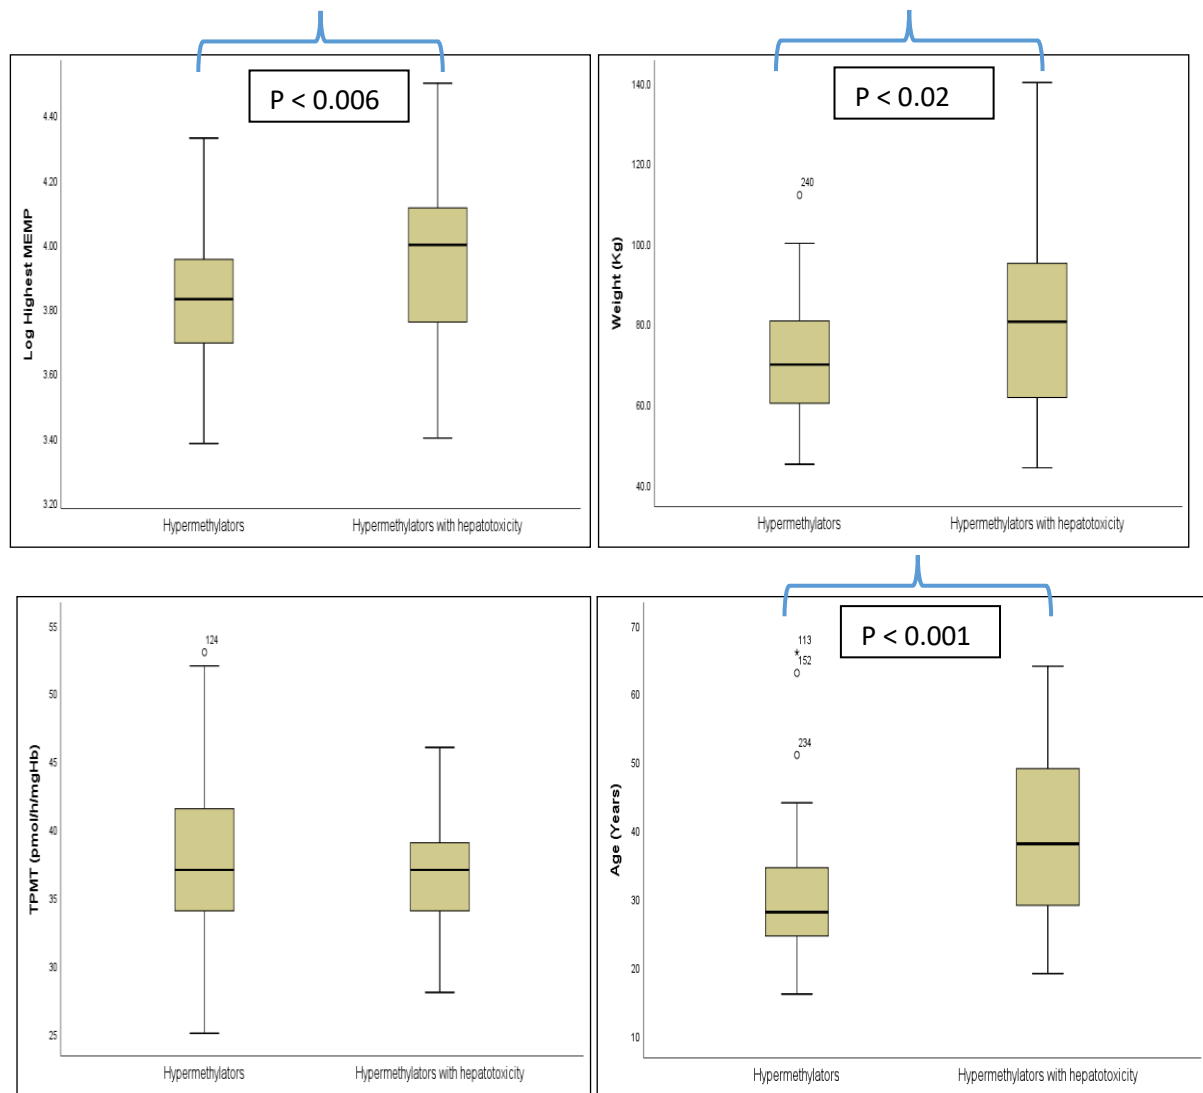 P < 0.006
4.40
4.20
4.00
3.80
3.60
3.40
3.20
Log Highest MEMP
Hypermethylators
Hypermethylators with hepatotoxicity
P < 0.02
140.0
120.0
100.0
80.0
60.0
40.0
Weight (Kg)
240
Hypermethylators
Hypermethylators with hepatotoxicity
55
50
45
40
35
30
25
TPMT (pmol/h/mgHb)
124
Hypermethylators
Hypermethylators with hepatotoxicity
P < 0.001
70
60
50
40
30
20
10
Age (Years)
113
*
152
234
Hypermethylators
Hypermethylators with hepatotoxicity